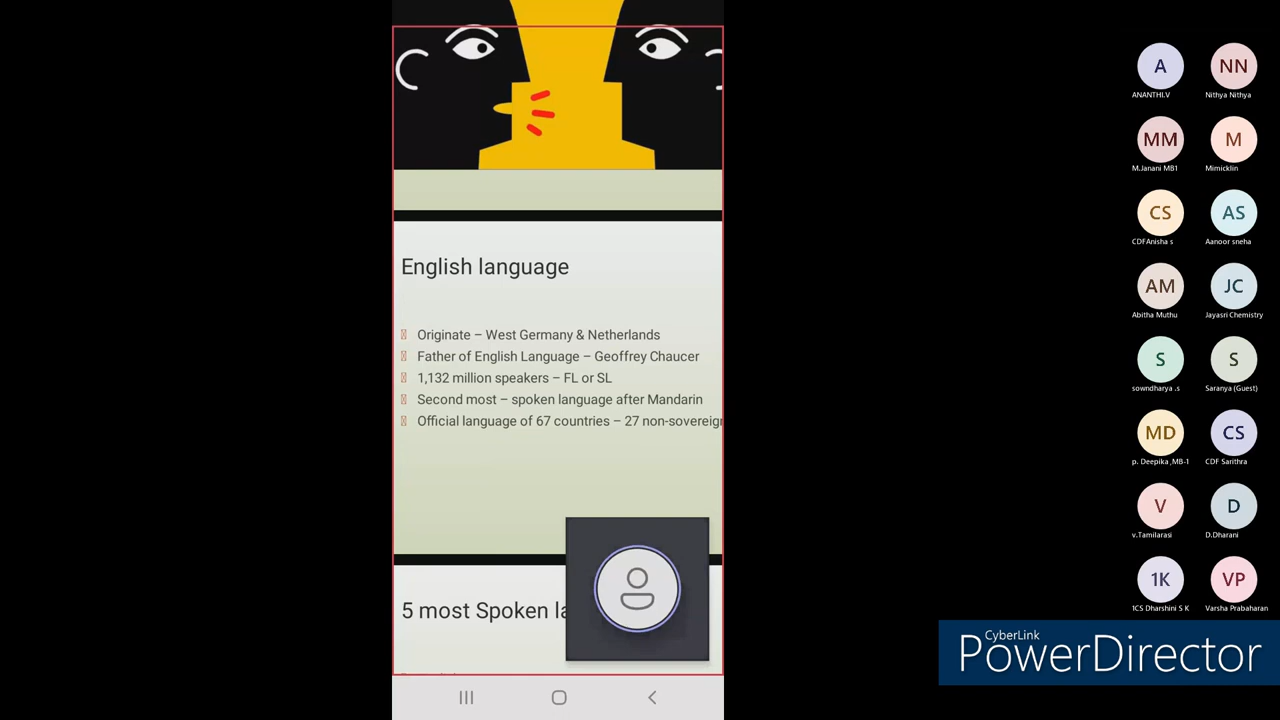 English language
Originate – West Germany & Netherlands
Father of English Language – Geoffrey Chaucer
1,132 million speakers – FL or SL
Second most – spoken language after Mandarin
Official language of 67 countries – 27 non-sovereign
5 most Spoken la
A
NN
ANANTHI.V
Nithya Nithya
MM
M
M.Janani MB1
Mimicklin
CS
AS
CDFAnisha s
Aanoor sneha
AM
JC
Abitha Muthu
Jayasri Chemistry
S
S
sowndharya .s
Saranya (Guest)
MD
CS
p. Deepika ,MB-1
CDF Sarithra
V
D
v.Tamilarasi
D.Dharani
1K
VP
1CS Dharshini S K
Varsha Prabaharan
CyberLink
PowerDirector